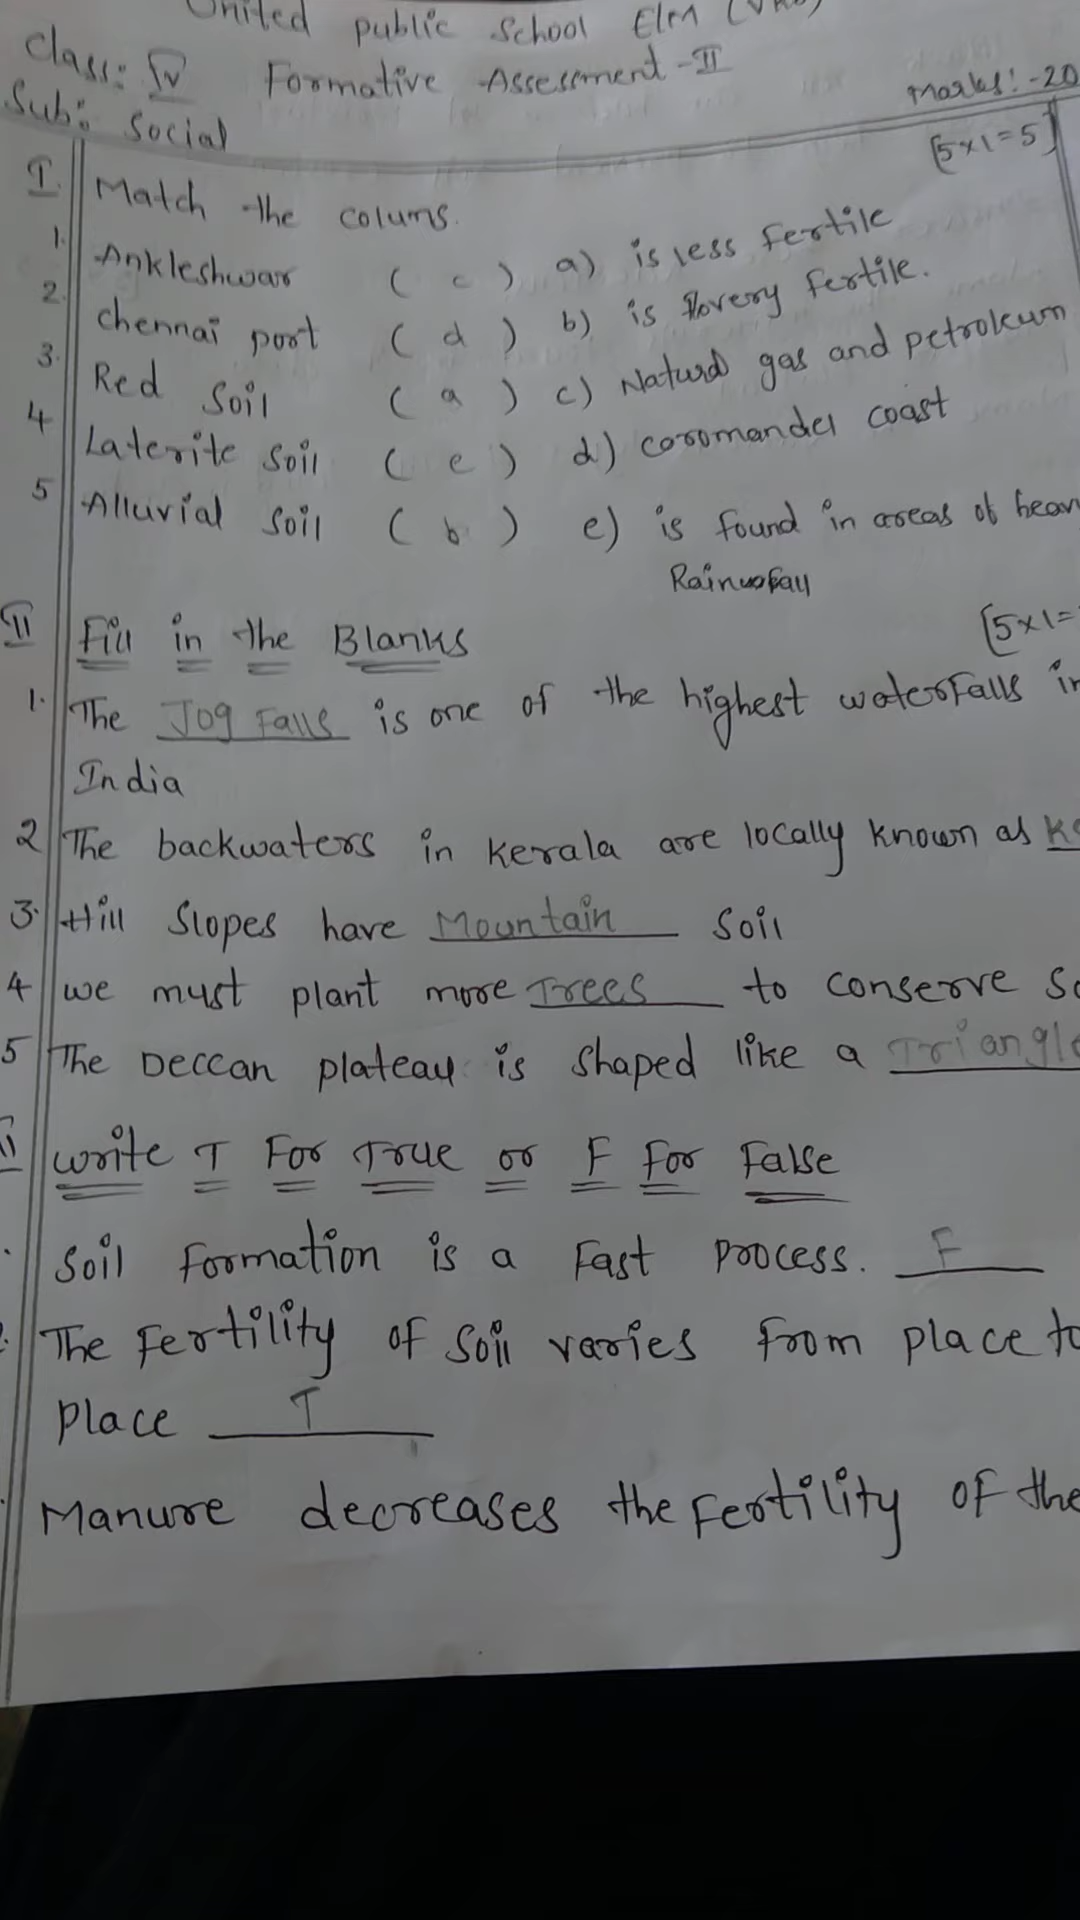 United public School Elm
Class: IV Formative Assessment-II
Sub: Social Marks:-20
[5x1=5]
I. Match the colums.
1. Ankleshwar ( c ) a) is less Fertile
2. chennai port ( d ) b) is very fertile.
3. Red Soil ( a ) c) Natural gas and petroleum
4 Laterite Soil ( e ) d) coromandel coast
5 Alluvial Soil ( b ) e) is found in areas of heav
Rainfall
II Fill in the Blanks [5x1=
1. The Jog Falls is one of the highest waterFalls in
India
2 The backwaters in kerala are locally known as
3. Hill Slopes have Mountain Soil
4 we must plant more Trees to conserve So
5 The Deccan plateau is shaped like a Triangle
write T For True or F For False
Soil Formation is a Fast process. F
The Fertility of Soil varies From place to
place T
Manure decreases the Fertility of the